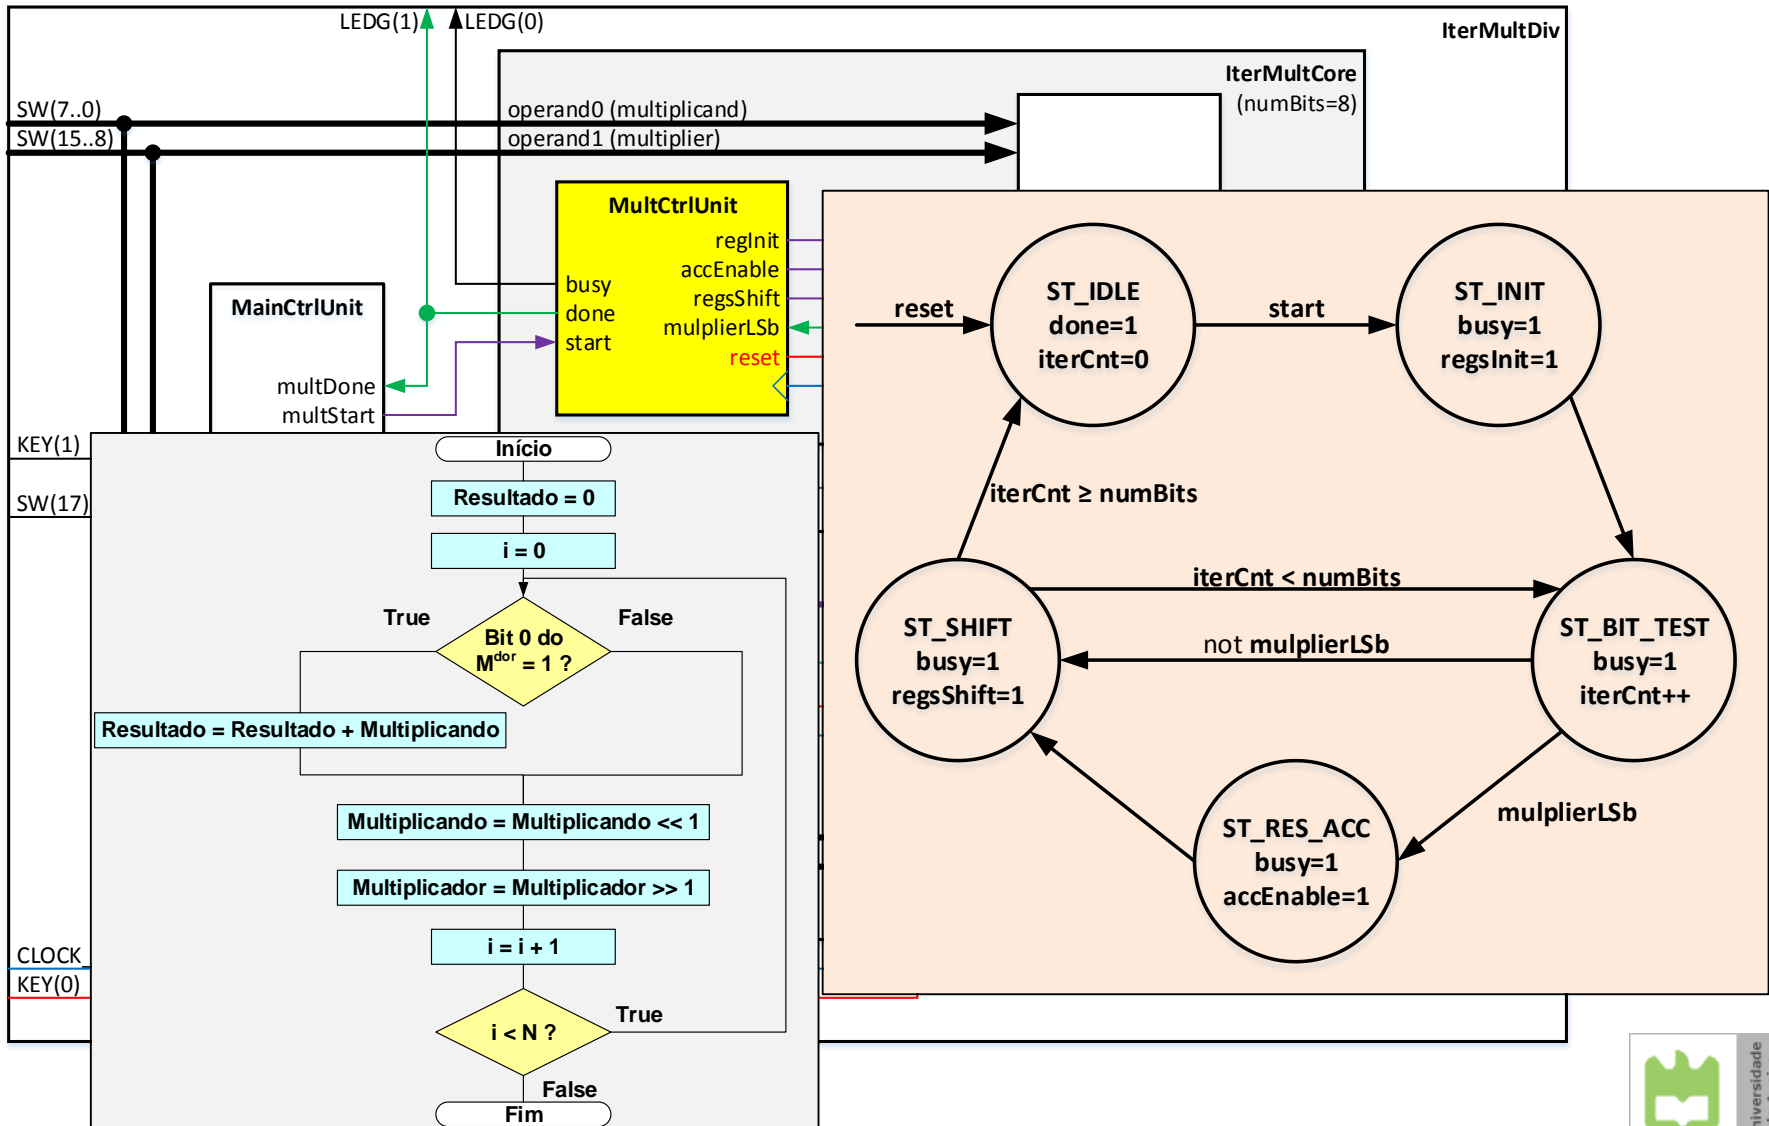 LEDG(1)
LEDG(0)
IterMultDiv
IterMultCore
(numBits=8)
SW(7..0)
operand0 (multiplicand)
SW(15..8)
operand1 (multiplier)
MultCtrlUnit
regInit
accEnable
regsShift
mulplierLSb
reset
busy
done
start
MainCtrlUnit
multDone
multStart
KEY(1)
SW(17)
CLOCK_
KEY(0)
Início
Resultado = 0
i = 0
True
False
Bit 0 do
Mdor = 1 ?
Resultado = Resultado + Multiplicando
Multiplicando = Multiplicando << 1
Multiplicador = Multiplicador >> 1
i = i + 1
i < N ?
True
False
Fim
reset
ST_IDLE
done=1
iterCnt=0
start
ST_INIT
busy=1
regsInit=1
iterCnt ≥ numBits
iterCnt < numBits
ST_SHIFT
busy=1
regsShift=1
not mulplierLSb
ST_BIT_TEST
busy=1
iterCnt++
mulplierLSb
ST_RES_ACC
busy=1
accEnable=1